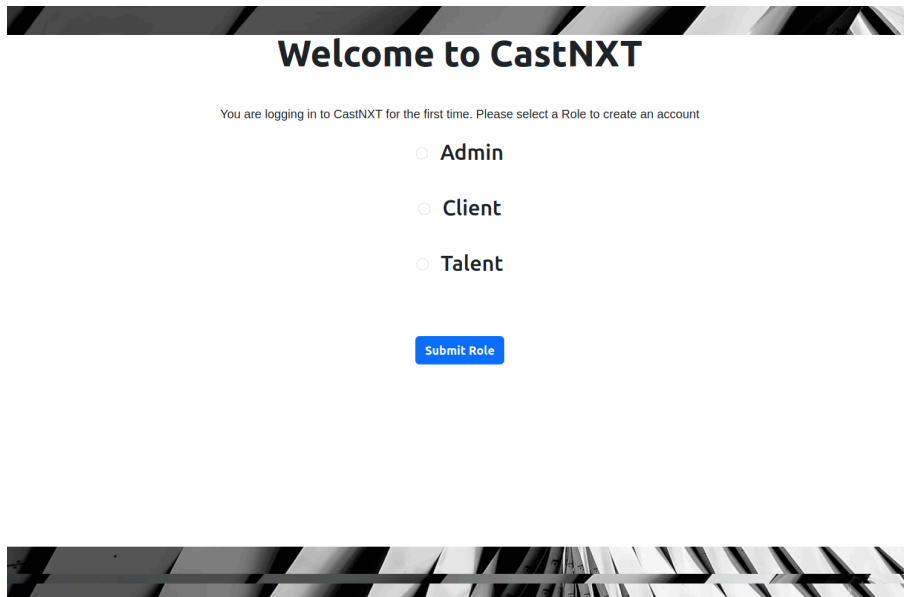 Welcome to CastNXT
You are logging in to CastNXT for the first time. Please select a Role to create an account
Admin
Client
Talent
Submit Role